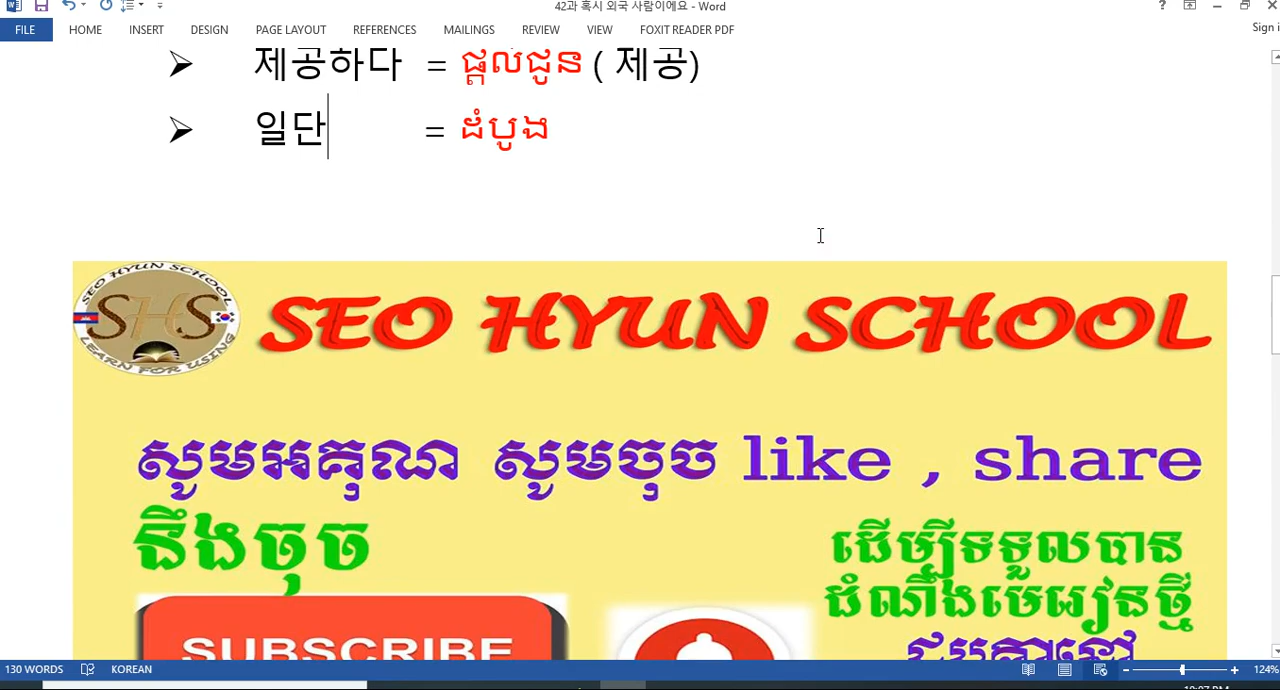 42과 혹시 외국 사람이에요 - Word
FILE HOME INSERT DESIGN PAGE LAYOUT REFERENCES MAILINGS REVIEW VIEW FOXIT READER PDF
Sign i
➢ 제공하다 = ផ្តល់ជូន ( 제공)
➢ 일단 = ដំបូង
SEO HYUN SCHOOL
SHS
LEARN FOR USING
SEO HYUN SCHOOL
សូមអគុណ សូមចុច like , share
នឹងចុច
ដើម្បីទទួលបាន
ដំណឹងមេរៀនថ្មី
SUBSCRIBE
130 WORDS KOREAN
124%